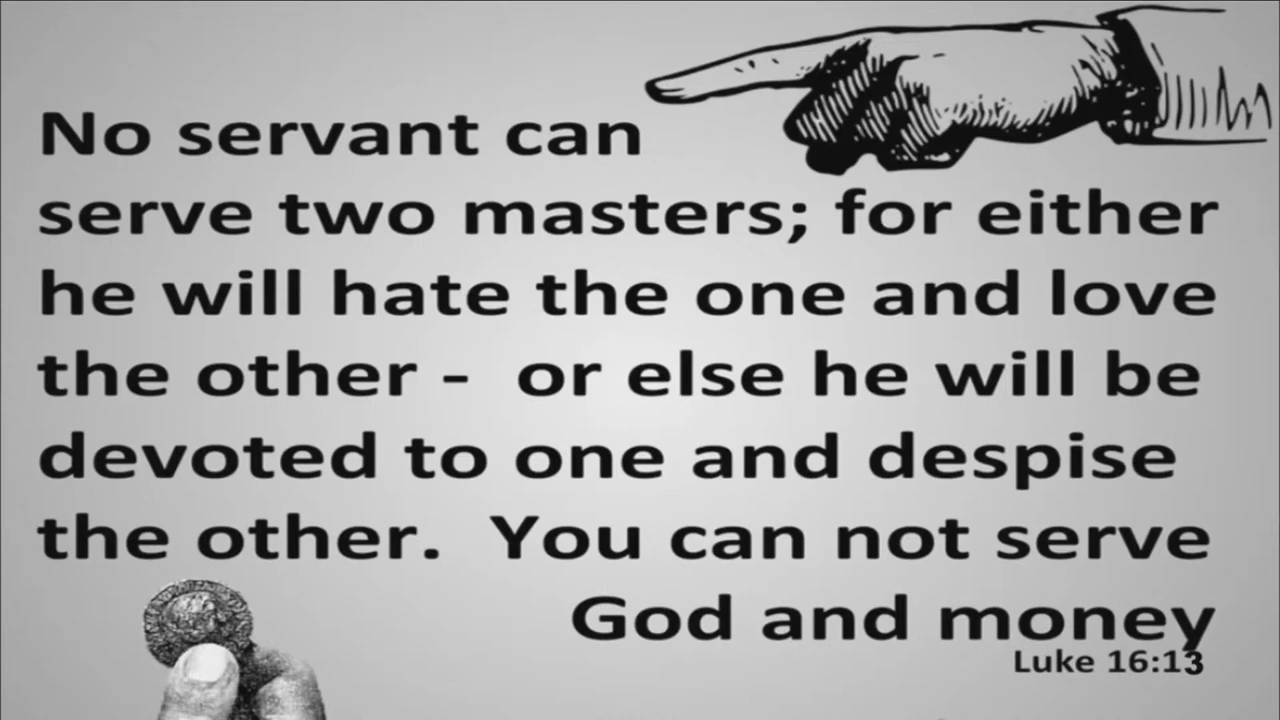 No servant can
serve two masters; for either
he will hate the one and love
the other - or else he will be
devoted to one and despise
the other. You can not serve
God and money
Luke 16:13